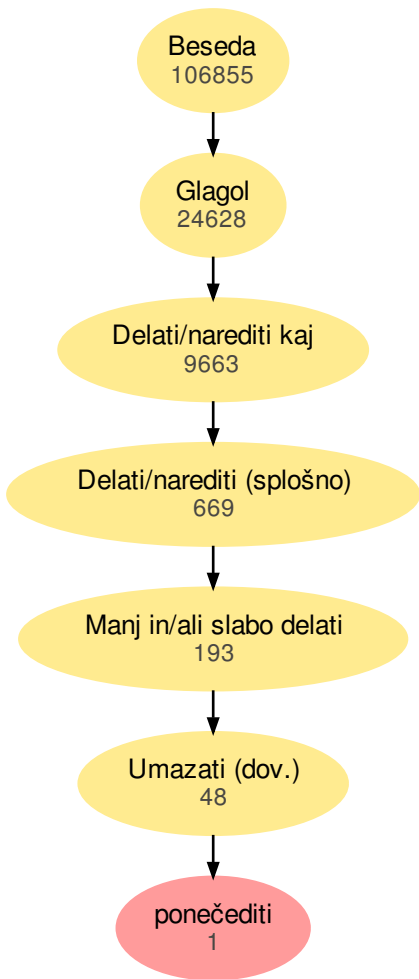 Beseda
106855
Glagol
24628
Delati/narediti kaj
9663
Delati/narediti (splošno)
669
Manj in/ali slabo delati
193
Umazati (dov.)
48
ponečediti
1